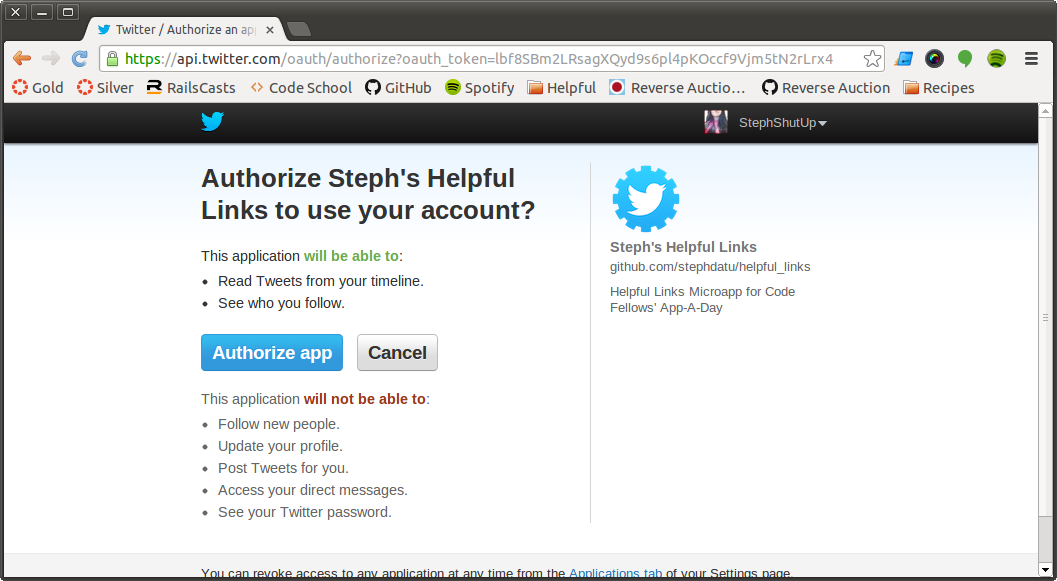 Twitter / Authorize an app
https://api.twitter.com/oauth/authorize?oauth_token=lbf8SBm2LRsagXQyd9s6pl4pKOccf9Vjm5tN2rLrx4
Gold Silver RailsCasts Code School GitHub Spotify Helpful Reverse Auctio... Reverse Auction Recipes
StephShutUp
Authorize Steph's Helpful
Links to use your account?
This application will be able to:
• Read Tweets from your timeline.
• See who you follow.
Authorize app Cancel
This application will not be able to:
• Follow new people.
• Update your profile.
• Post Tweets for you.
• Access your direct messages.
• See your Twitter password.
Steph's Helpful Links
github.com/stephdatu/helpful_links
Helpful Links Microapp for Code
Fellows' App-A-Day
You can revoke access to any application at any time from the Applications tab of your Settings page.